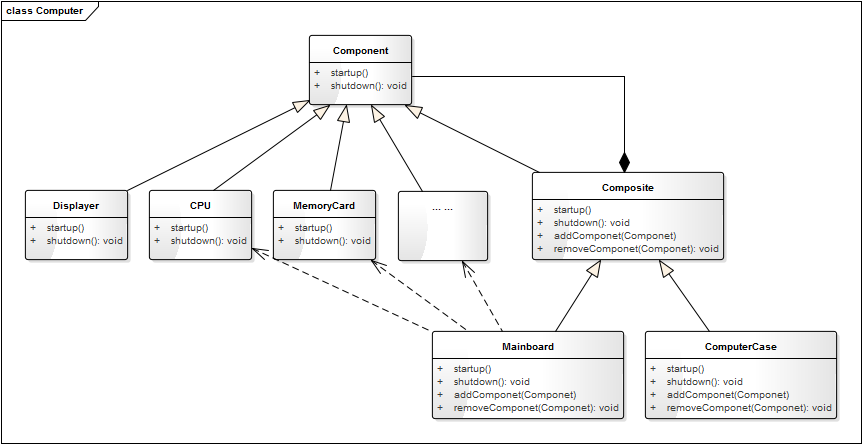 class Computer
Component
+ startup()
+ shutdown(): void
Displayer
+ startup()
+ shutdown(): void
CPU
+ startup()
+ shutdown(): void
MemoryCard
+ startup()
+ shutdown(): void
... ...
Composite
+ startup()
+ shutdown(): void
+ addComponet(Componet)
+ removeComponet(Componet): void
Mainboard
+ startup()
+ shutdown(): void
+ addComponet(Componet)
+ removeComponet(Componet): void
ComputerCase
+ startup()
+ shutdown(): void
+ addComponet(Componet)
+ removeComponet(Componet): void